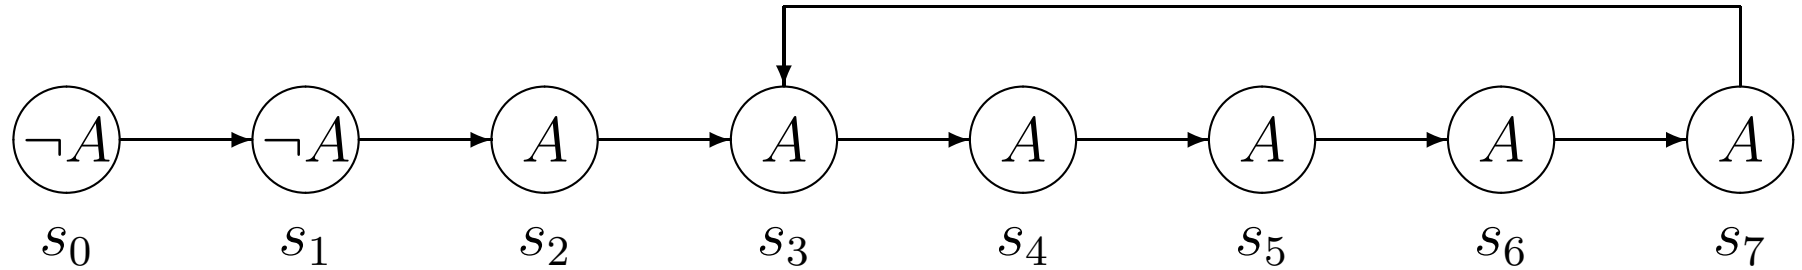 ¬A ¬A A A A A A A
s₀ s₁ s₂ s₃ s₄ s₅ s₆ s₇